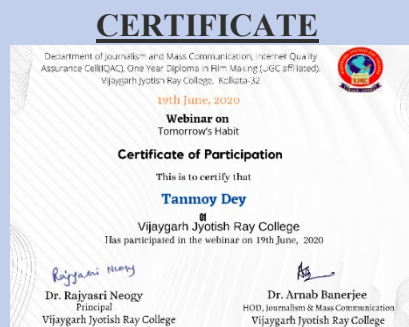 CERTIFICATE
Department of Journalism and Mass Communication, Internet Quality
Assurance Cell(IQAC), One Year Diploma in Film Making (UGC affiliated).
Vijaygarh Jyotish Ray College, Kolkata-32
19th June, 2020
Webinar on
Tomorrow's Habit
Certificate of Participation
This is to certify that
Tanmoy Dey
Of
Vijaygarh Jyotish Ray College
Has participated in the webinar on 19th June, 2020
Rajyasri Neogy
Dr. Rajyasri Neogy
Principal
Vijaygarh Jyotish Ray College
Dr. Arnab Banerjee
HOD, Journalism & Mass Communication
Vijaygarh Jyotish Ray College